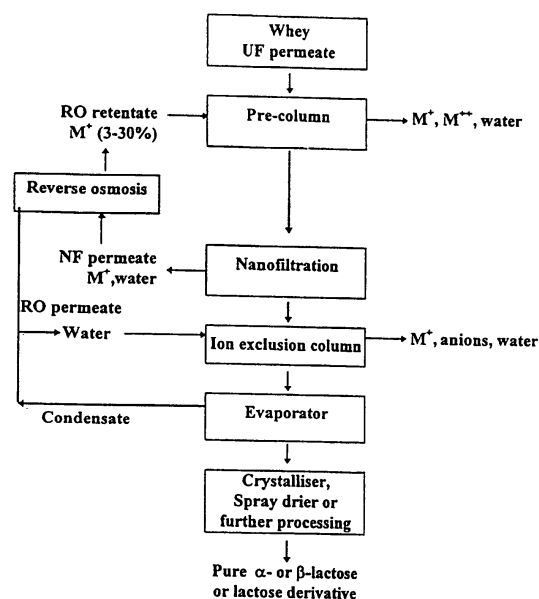 Whey
UF permeate
RO retentate
M⁺ (3-30%)
Pre-column
M⁺, M⁺⁺, water
Reverse osmosis
NF permeate
M⁺,water
Nanofiltration
RO permeate
Water
Ion exclusion column
M⁺, anions, water
Evaporator
Condensate
Crystalliser,
Spray drier or
further processing
Pure α- or β-lactose
or lactose derivative